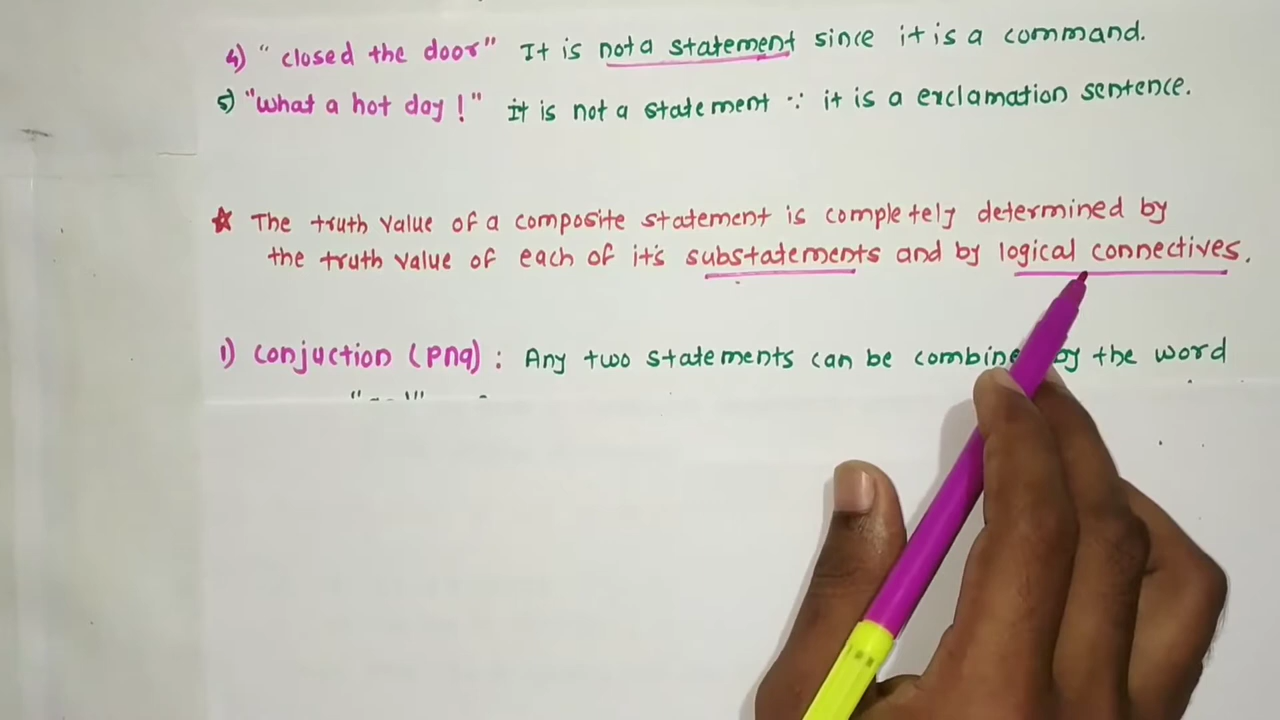 4) "closed the door" It is not a statement since it is a command.
5) "What a hot day!" it is not a statement ∵ it is a exclamation sentence.
☆ The truth value of a composite statement is completely determined by
the truth value of each of it's substatements and by logical connectives.
1) Conjuction (p∧q) : Any two statements can be combine by the word